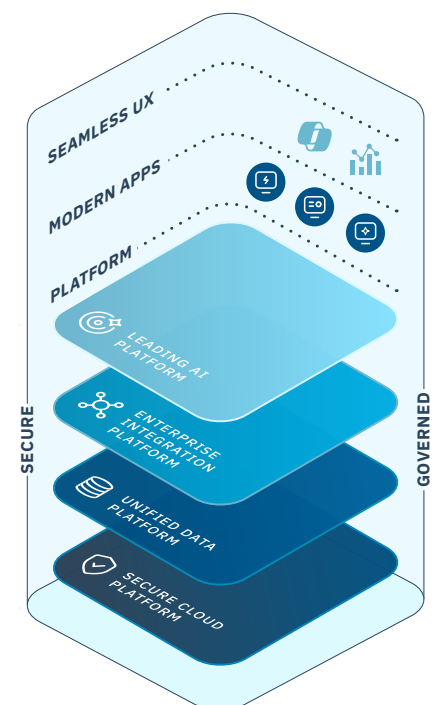 SEAMLESS UX
MODERN APPS
PLATFORM
LEADING AI
PLATFORM
ENTERPRISE
INTEGRATION
PLATFORM
SECURE
GOVERNED
UNIFIED DATA
PLATFORM
SECURE CLOUD
PLATFORM